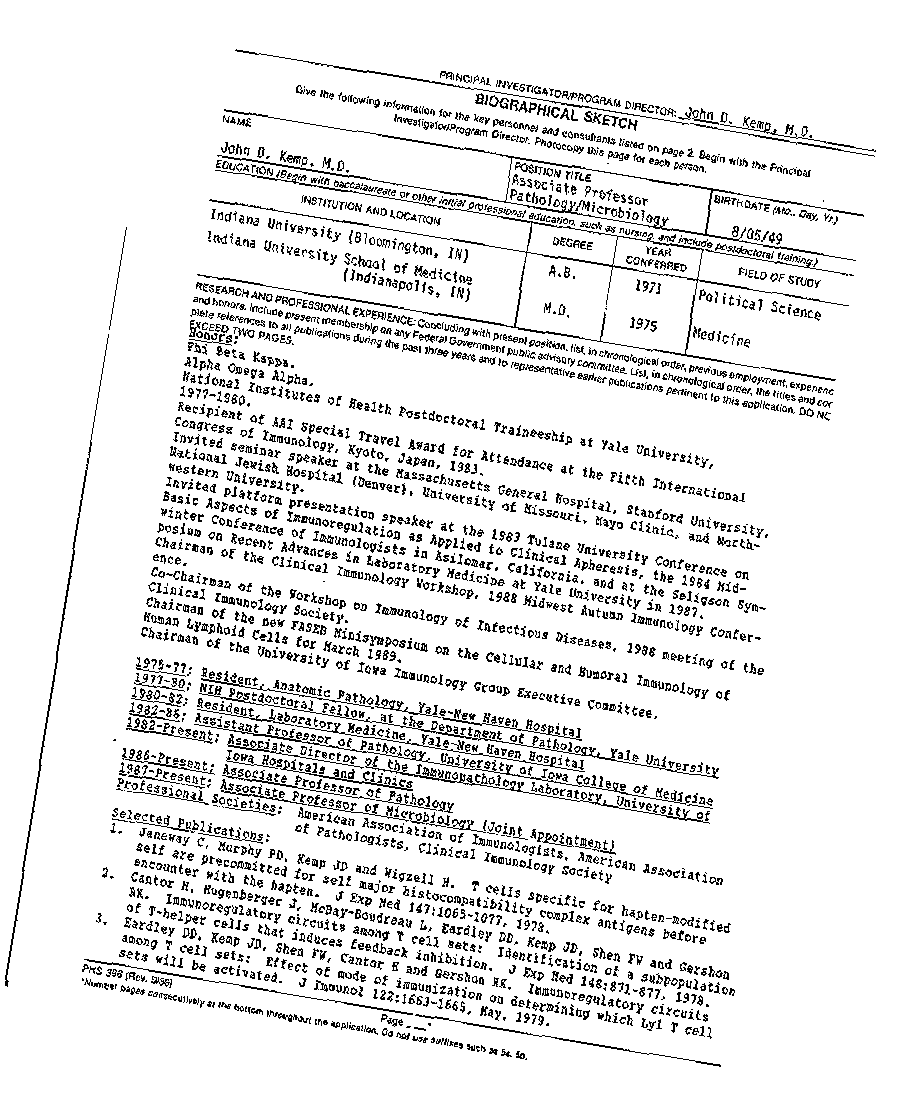 PRINCIPAL INVESTIGATOR/PROGRAM DIRECTOR: John D. Kemp, M.D.
BIOGRAPHICAL SKETCH
Give the following information for the key personnel and consultants listed on page 2. Begin with the Principal
Investigator/Program Director. Photocopy this page for each person.
NAME
POSITION TITLE
BIRTHDATE (Mo., Day, Yr.)
John D. Kemp, M.D.
Associate Professor
Pathology/Microbiology
8/05/49
EDUCATION (Begin with baccalaureate or other initial professional education, such as nursing, and include postdoctoral training.)
INSTITUTION AND LOCATION
DEGREE
YEAR
CONFERRED
FIELD OF STUDY
Indiana University (Bloomington, IN)
A.B.
1971
Political Science
Indiana University School of Medicine
(Indianapolis, IN)
M.D.
1975
Medicine
RESEARCH AND PROFESSIONAL EXPERIENCE: Concluding with present position, list, in chronological order, previous employment, experienc
and honors. Include present membership on any Federal Government public advisory committee. List, in chronological order, the titles and com
plete references to all publications during the past three years and to representative earlier publications pertinent to this application. DO NO
EXCEED TWO PAGES.
Honors:
Phi Beta Kappa.
Alpha Omega Alpha.
National Institutes of Health Postdoctoral Traineeship at Yale University,
1977-1980.
Recipient of AAI Special Travel Award for Attendance at the Fifth International
Congress of Immunology, Kyoto, Japan, 1983.
Invited seminar speaker at the Massachusetts General Hospital, Stanford University,
National Jewish Hospital (Denver), University of Missouri, Mayo Clinic, and North-
western University.
Invited platform presentation speaker at the 1983 Tulane University Conference on
Basic Aspects of Immunoregulation as Applied to Clinical Apheresis, the 1984 Mid-
winter Conference of Immunologists in Asilomar, California, and at the Seligson Sym-
posium on Recent Advances in Laboratory Medicine at Yale University in 1987.
Chairman of the Clinical Immunology Workshop, 1988 Midwest Autumn Immunology Confer-
ence.
Co-Chairman of the Workshop on Immunology of Infectious Diseases, 1988 meeting of the
Clinical Immunology Society.
Chairman of the new FASEB Minisymposium on the Cellular and Humoral Immunology of
Human Lymphoid Cells for March 1989.
Chairman of the University of Iowa Immunology Group Executive Committee.
1975-77: Resident, Anatomic Pathology, Yale-New Haven Hospital
1977-80: NIH Postdoctoral Fellow, at the Department of Pathology, Yale University
1980-82: Resident, Laboratory Medicine, Yale-New Haven Hospital
1982-86: Assistant Professor of Pathology, University of Iowa College of Medicine
1982-Present: Associate Director of the Immunopathology Laboratory, University of
Iowa Hospitals and Clinics
1986-Present: Associate Professor of Pathology
1987-Present: Associate Professor of Microbiology (Joint Appointment)
Professional Societies: American Association of Immunologists, American Association
of Pathologists, Clinical Immunology Society
Selected Publications:
1. Janeway C, Murphy PD, Kemp JD and Wigzell H. T cells specific for hapten-modified
self are precommitted for self major histocompatibility complex antigens before
encounter with the hapten. J Exp Med 147:1065-1077, 1978.
2. Cantor H, Hugenberger J, McVay-Boudreau L, Eardley DD, Kemp JD, Shen FW and Gershon
RK. Immunoregulatory circuits among T cell sets: Identification of a subpopulation
of T-helper cells that induces feedback inhibition. J Exp Med 148:871-877, 1978.
3. Eardley DD, Kemp JD, Shen FW, Cantor H and Gershon RK. Immunoregulatory circuits
among T cell sets: Effect of mode of immunization on determining which Ly1 T cell
sets will be activated. J Immunol 122:1663-1665, May, 1979.
PHS 398 (Rev. 9/86)
Page __*
*Number pages consecutively at the bottom throughout the application. Do not use suffixes such as 5a, 5b.